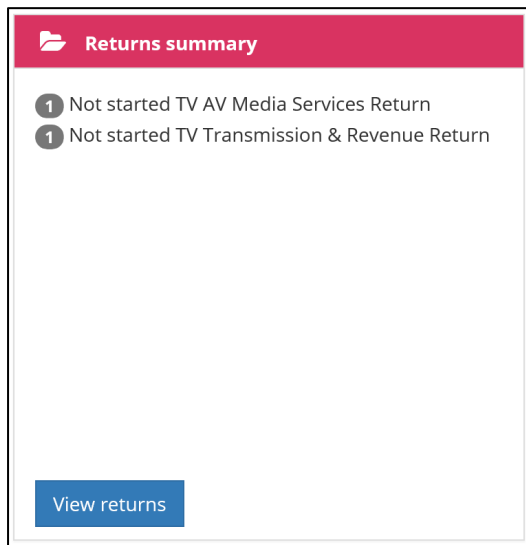 Returns summary
1 Not started TV AV Media Services Return
1 Not started TV Transmission & Revenue Return
View returns